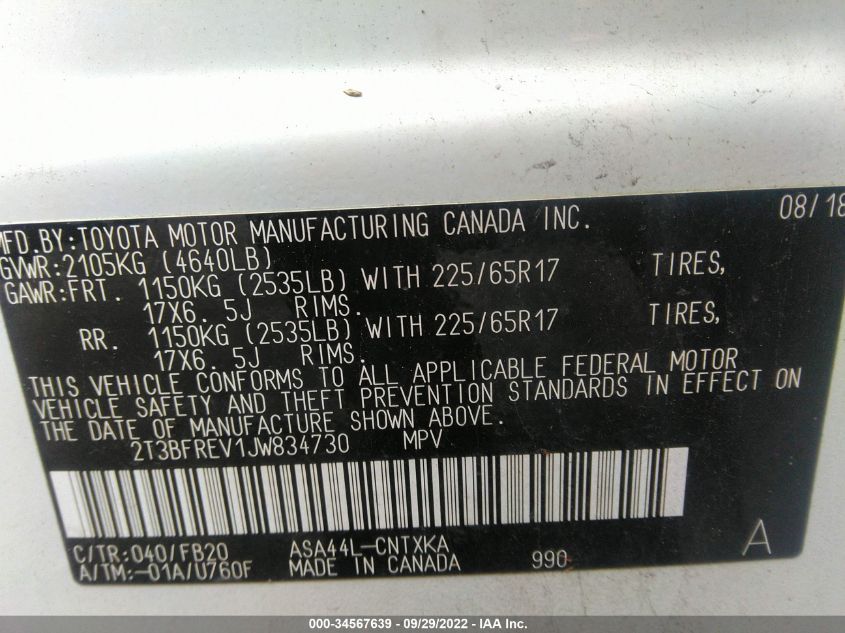 MFD.BY:TOYOTA MOTOR MANUFACTURING CANADA INC. 08/18
GVWR:2105KG (4640LB)
GAWR:FRT. 1150KG (2535LB) WITH 225/65R17 TIRES,
17X6. 5J RIMS.
RR. 1150KG (2535LB) WITH 225/65R17 TIRES,
17X6. 5J RIMS.
THIS VEHICLE CONFORMS TO ALL APPLICABLE FEDERAL MOTOR
VEHICLE SAFETY AND THEFT PREVENTION STANDARDS IN EFFECT ON
THE DATE OF MANUFACTURE SHOWN ABOVE.
2T3BFREV1JW834730 MPV
C/TR:040/FB20 ASA44L-CNTXKA A
A/TM:-01A/U760F MADE IN CANADA 990
000-34567639 - 09/29/2022 - IAA Inc.